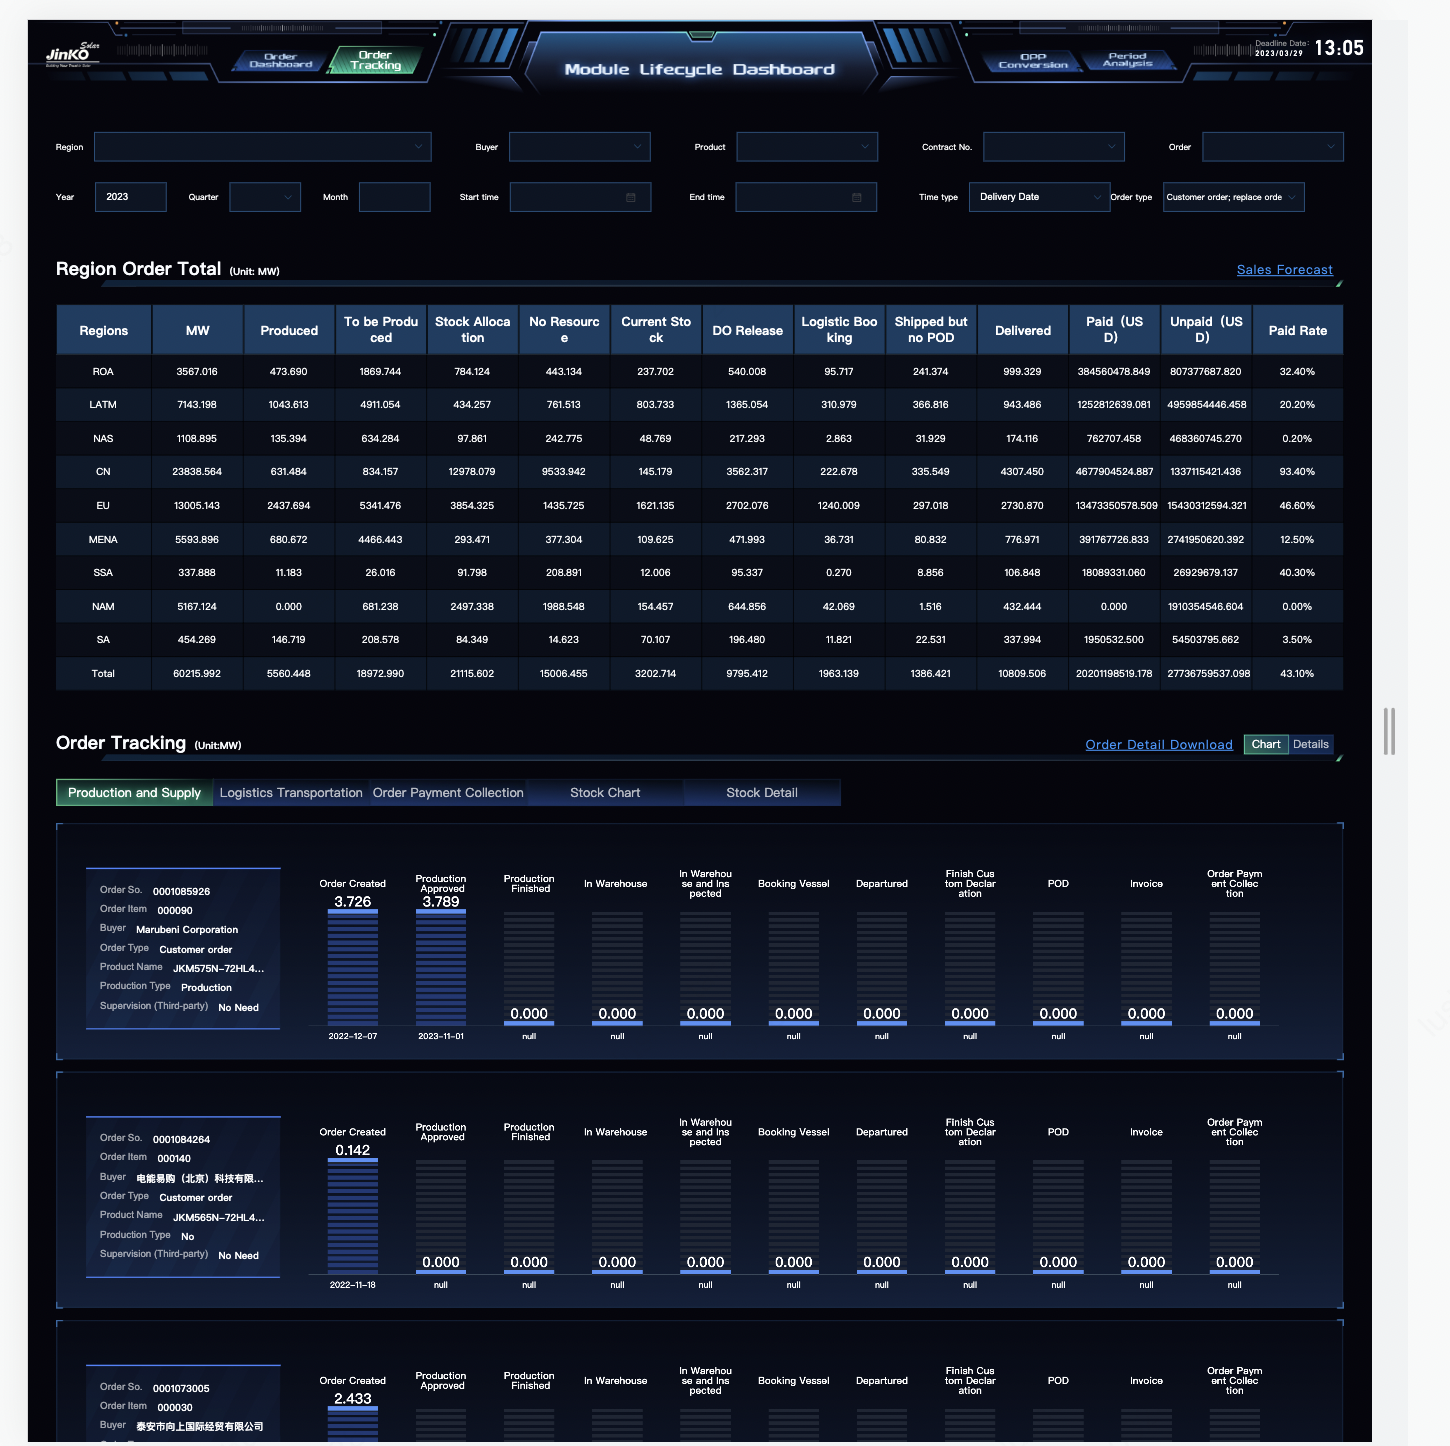 JinKO Solar
Building Your Trust in Solar
Order Dashboard
Order Tracking
Module Lifecycle Dashboard
OPP Conversion
Period Analysis
Deadline Date:
2023/03/29
13:05
Region
Buyer
Product
Contract No.
Order
Year 2023
Quarter
Month
Start time
End time
Time type Delivery Date
Order type Customer order; replace orde
Region Order Total (Unit: MW)
Sales Forecast
Regions MW Produced To be Produced Stock Allocation No Resource Current Stock DO Release Logistic Booking Shipped but no POD Delivered Paid（USD） Unpaid（USD） Paid Rate
ROA 3567.016 473.690 1869.744 784.124 443.134 237.702 540.008 95.717 241.374 999.329 384560478.849 807377687.820 32.40%
LATM 7143.198 1043.613 4911.054 434.257 761.513 803.733 1365.054 310.979 366.816 943.486 1252812639.081 4959854446.458 20.20%
NAS 1108.895 135.394 634.284 97.861 242.775 48.769 217.293 2.863 31.929 174.116 762707.458 468360745.270 0.20%
CN 23838.564 631.484 834.157 12978.079 9533.942 145.179 3562.317 222.678 335.549 4307.450 4677904524.887 1337115421.436 93.40%
EU 13005.143 2437.694 5341.476 3854.325 1435.725 1621.135 2702.076 1240.009 297.018 2730.870 13473350578.509 15430312594.321 46.60%
MENA 5593.896 680.672 4466.443 293.471 377.304 109.625 471.993 36.731 80.832 776.971 391767726.833 2741950620.392 12.50%
SSA 337.888 11.183 26.016 91.798 208.891 12.006 95.337 0.270 8.856 106.848 18089331.060 26929679.137 40.30%
NAM 5167.124 0.000 681.238 2497.338 1988.548 154.457 644.856 42.069 1.516 432.444 0.000 1910354546.604 0.00%
SA 454.269 146.719 208.578 84.349 14.623 70.107 196.480 11.821 22.531 337.994 1950532.500 54503795.662 3.50%
Total 60215.992 5560.448 18972.990 21115.602 15006.455 3202.714 9795.412 1963.139 1386.421 10809.506 20201198519.178 27736759537.098 43.10%
Order Tracking (Unit:MW)
Order Detail Download
Chart Details
Production and Supply Logistics Transportation Order Payment Collection Stock Chart Stock Detail
Order So. 0001085926
Order Item 000090
Buyer Marubeni Corporation
Order Type Customer order
Product Name JKM575N-72HL4...
Production Type Production
Supervision (Third-party) No Need
Order Created Production Approved Production Finished In Warehouse In Warehouse and Inspected Booking Vessel Departured Finish Custom Declaration POD Invoice Order Payment Collection
3.726 3.789 0.000 0.000 0.000 0.000 0.000 0.000 0.000 0.000 0.000
2022-12-07 2023-11-01 null null null null null null null null null
Order So. 0001084264
Order Item 000140
Buyer 电能易购（北京）科技有限...
Order Type Customer order
Product Name JKM565N-72HL4...
Production Type No
Supervision (Third-party) No Need
Order Created Production Approved Production Finished In Warehouse In Warehouse and Inspected Booking Vessel Departured Finish Custom Declaration POD Invoice Order Payment Collection
0.142 0.000 0.000 0.000 0.000 0.000 0.000 0.000 0.000 0.000 0.000
2022-11-18 null null null null null null null null null null
Order So. 0001073005
Order Item 000030
Buyer 泰安市向上国际经贸有限公司
Order Created Production Approved Production Finished In Warehouse In Warehouse and Inspected Booking Vessel Departured Finish Custom Declaration POD Invoice Order Payment Collection
2.433